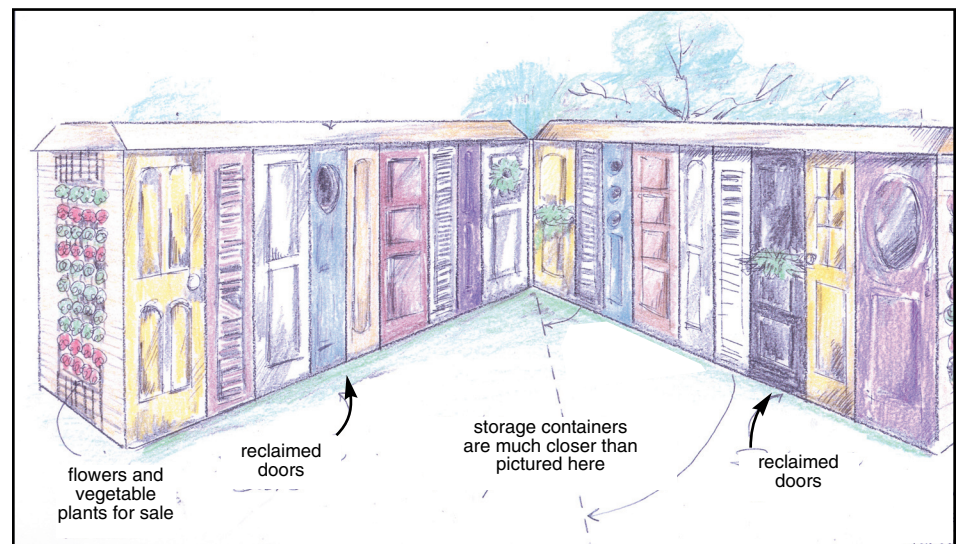 flowers and
vegetable
plants for sale
reclaimed
doors
storage containers
are much closer than
pictured here
reclaimed
doors